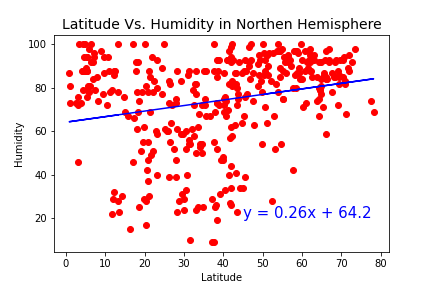 Latitude Vs. Humidity in Northen Hemisphere
100
80
60
40
20
Humidity
y = 0.26x + 64.2
0 10 20 30 40 50 60 70 80
Latitude